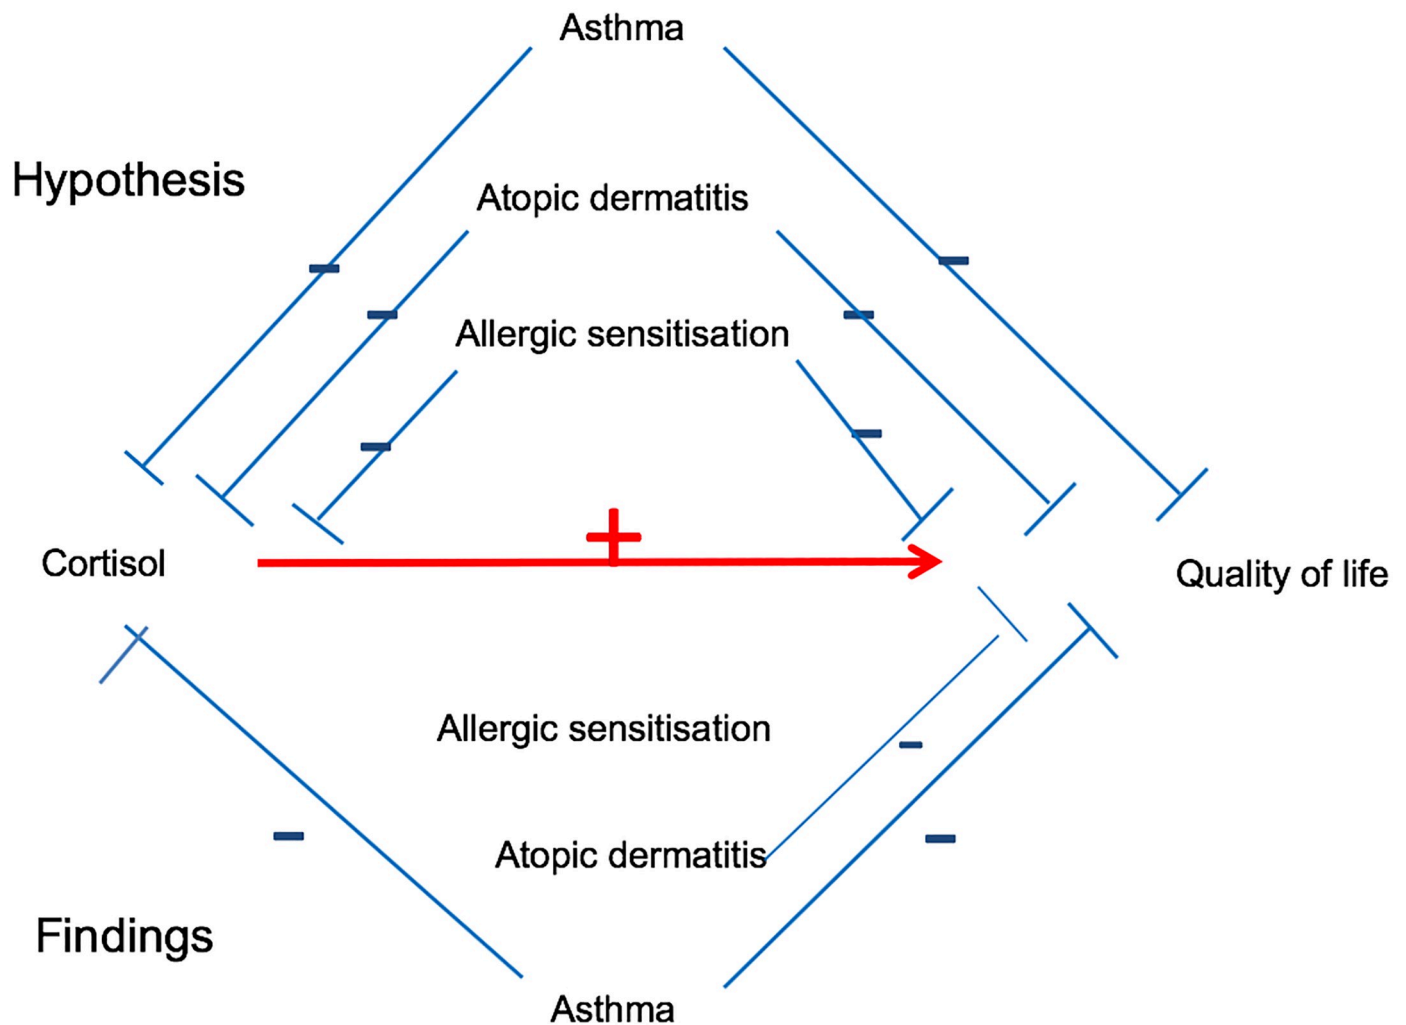 Asthma
Hypothesis
Atopic dermatitis
Allergic sensitisation
Cortisol
+
Quality of life
Allergic sensitisation
Atopic dermatitis
Findings
Asthma